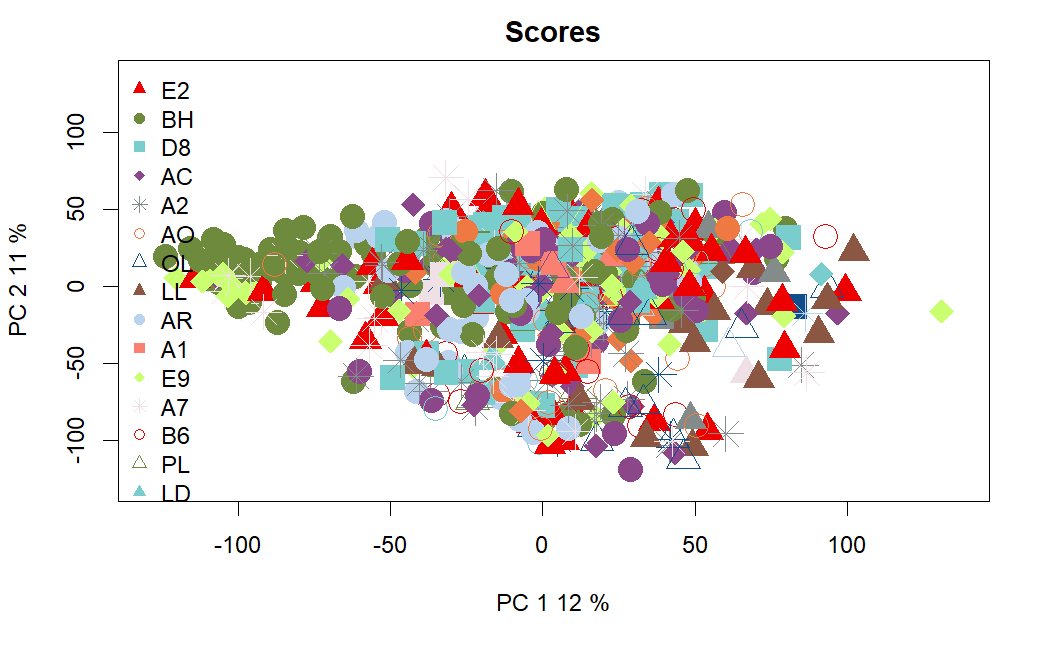 Scores
PC 2 11 %
100
50
0
-50
-100
E2
BH
D8
AC
A2
AO
OL
LL
AR
A1
E9
A7
B6
PL
LD
-100
-50
0
50
100
PC 1 12 %